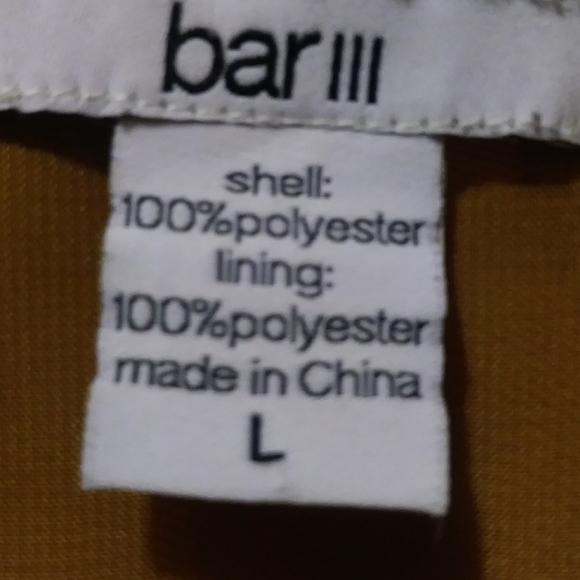 bar III
shell:
100%polyester
lining:
100%polyester
made in China
L